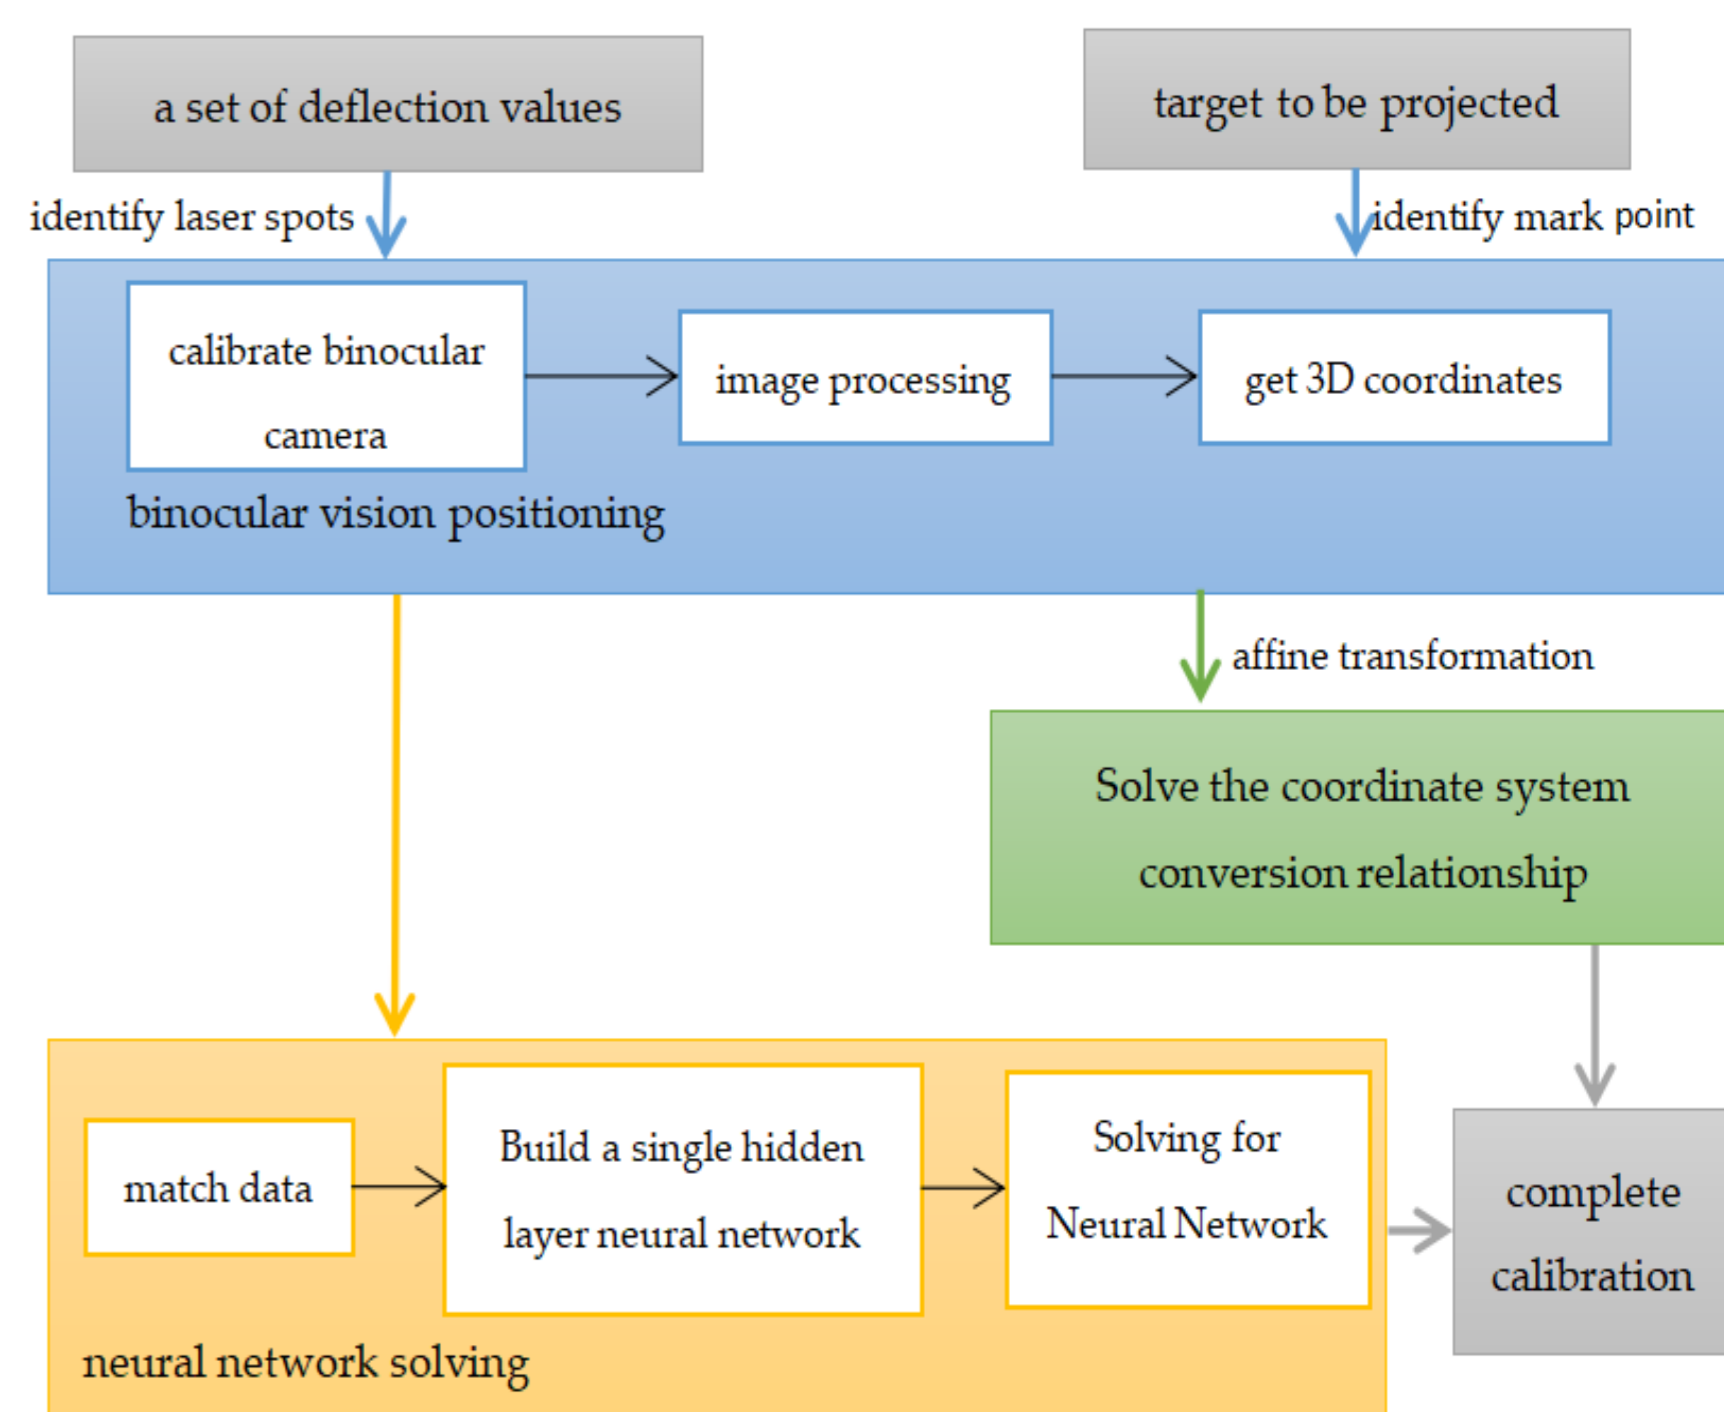 a set of deflection values
target to be projected
identify laser spots
identify mark point
calibrate binocular
camera
image processing
get 3D coordinates
binocular vision positioning
affine transformation
Solve the coordinate system
conversion relationship
match data
Build a single hidden
layer neural network
Solving for
Neural Network
complete
calibration
neural network solving